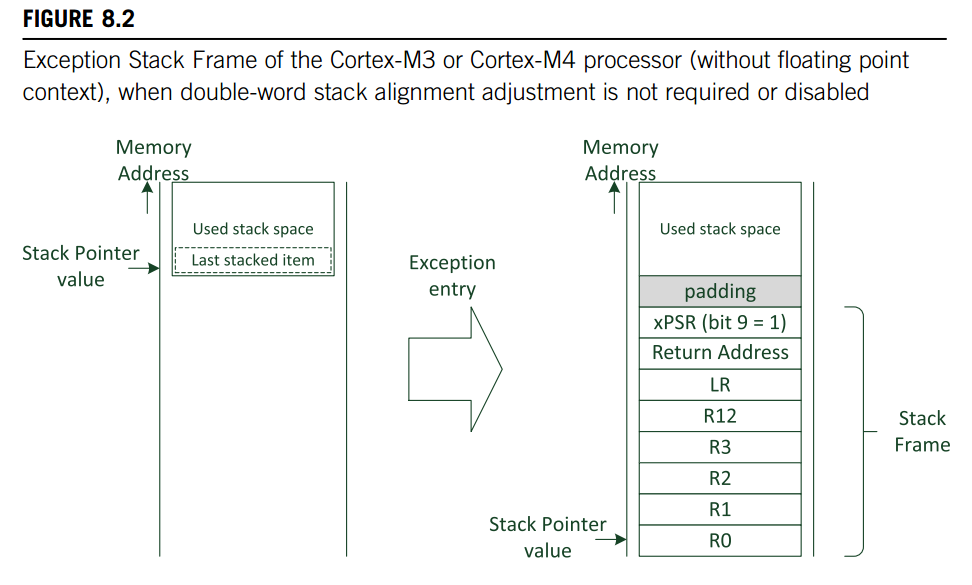 FIGURE 8.2
Exception Stack Frame of the Cortex-M3 or Cortex-M4 processor (without floating point
context), when double-word stack alignment adjustment is not required or disabled
Memory
Address
Used stack space
Last stacked item
Stack Pointer
value
Exception
entry
Memory
Address
Used stack space
padding
xPSR (bit 9 = 1)
Return Address
LR
R12
R3
R2
R1
R0
Stack Pointer
value
Stack
Frame